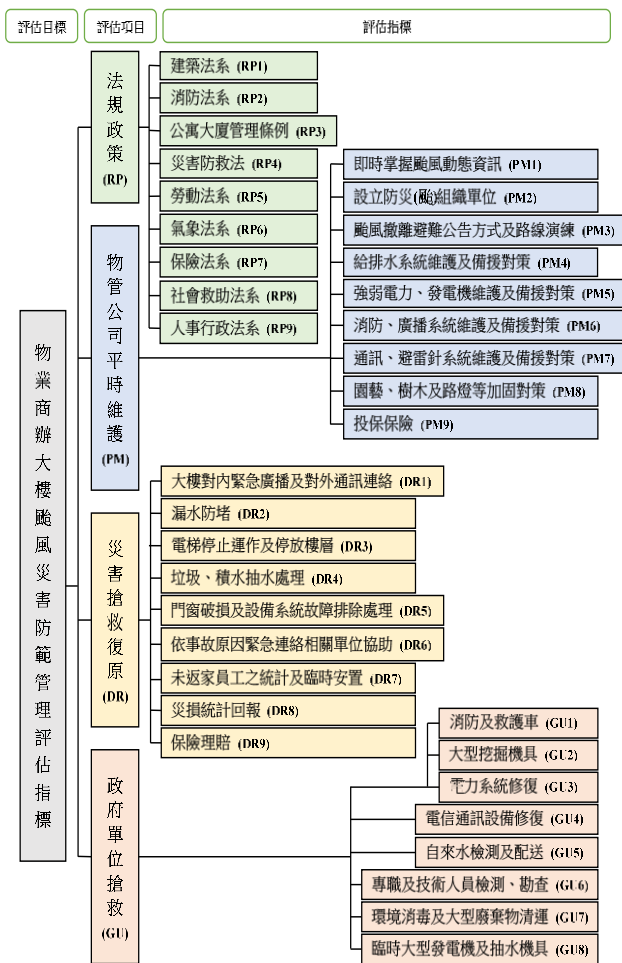 評估目標
評估項目
評估指標
物業商辦大樓颱風災害防範管理評估指標
法規政策
(RP)
建築法系 (RP1)
消防法系 (RP2)
公寓大廈管理條例 (RP3)
災害防救法 (RP4)
勞動法系 (RP5)
氣象法系 (RP6)
保險法系 (RP7)
社會救助法系 (RP8)
人事行政法系 (RP9)
物管公司平時維護
(PM)
即時掌握颱風動態資訊 (PM1)
設立防災(颱)組織單位 (PM2)
颱風撤離避難公告方式及路線演練 (PM3)
給排水系統維護及備援對策 (PM4)
強弱電力、發電機維護及備援對策 (PM5)
消防、廣播系統維護及備援對策 (PM6)
通訊、避雷針系統維護及備援對策 (PM7)
園藝、樹木及路燈等加固對策 (PM8)
投保保險 (PM9)
災害搶救復原
(DR)
大樓對內緊急廣播及對外通訊連絡 (DR1)
漏水防堵 (DR2)
電梯停止運作及停放樓層 (DR3)
垃圾、積水抽水處理 (DR4)
門窗破損及設備系統故障排除處理 (DR5)
依事故原因緊急連絡相關單位協助 (DR6)
未返家員工之統計及臨時安置 (DR7)
災損統計回報 (DR8)
保險理賠 (DR9)
政府單位搶救
(GU)
消防及救護車 (GU1)
大型挖掘機具 (GU2)
電力系統修復 (GU3)
電信通訊設備修復 (GU4)
自來水檢測及配送 (GU5)
專職及技術人員檢測、勘查 (GU6)
環境消毒及大型廢棄物清運 (GU7)
臨時大型發電機及抽水機具 (GU8)